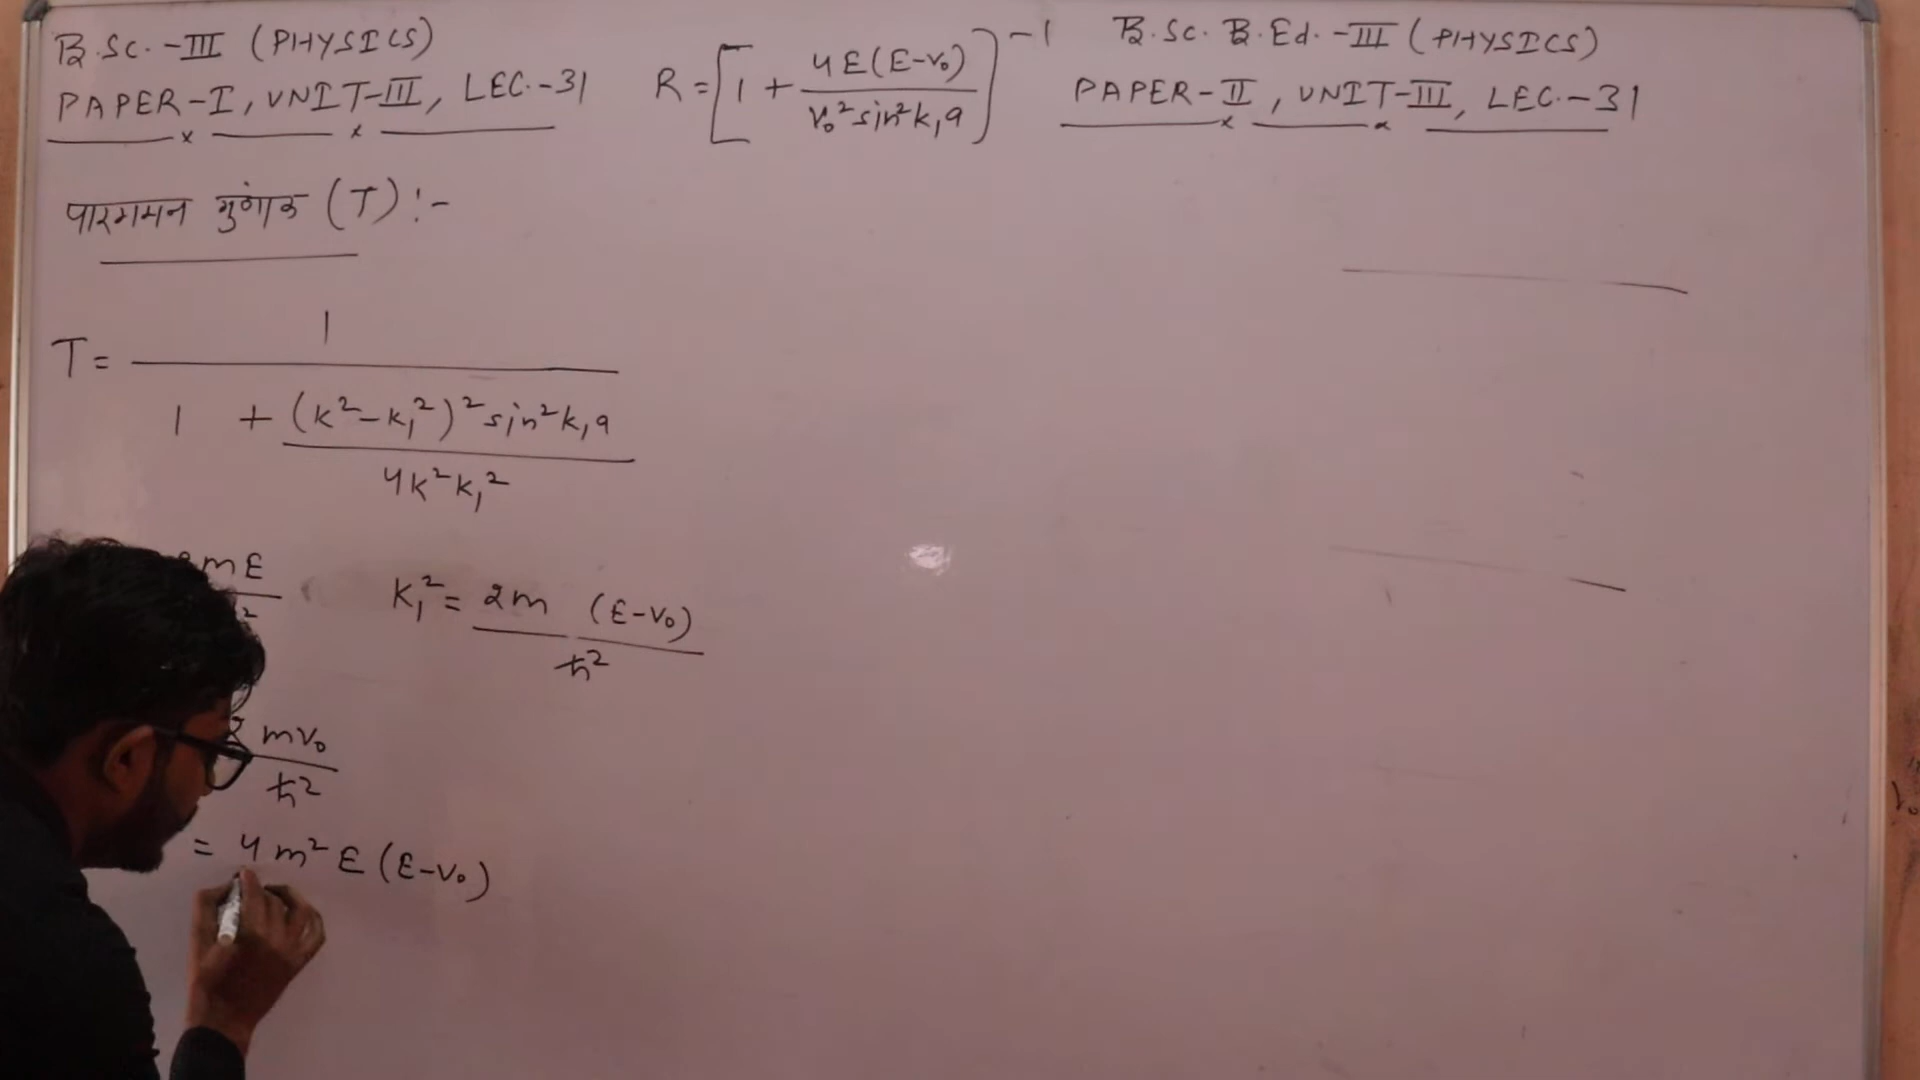 B.Sc.-III (PHYSICS)
PAPER-I, UNIT-III, LEC.-31
R = [1 + 4E(E-V₀) / V₀² sin² k₁a]⁻¹
B.Sc. B.Ed.-III (PHYSICS)
PAPER-II, UNIT-III, LEC.-31
पारगमन गुणांक (T) :-
T = 1 / (1 + (k²-k₁²)² sin² k₁a / 4k²k₁²)
mE
k₁² = 2m (E-V₀) / ħ²
2 mV₀ / ħ²
= 4m² E (E-V₀)